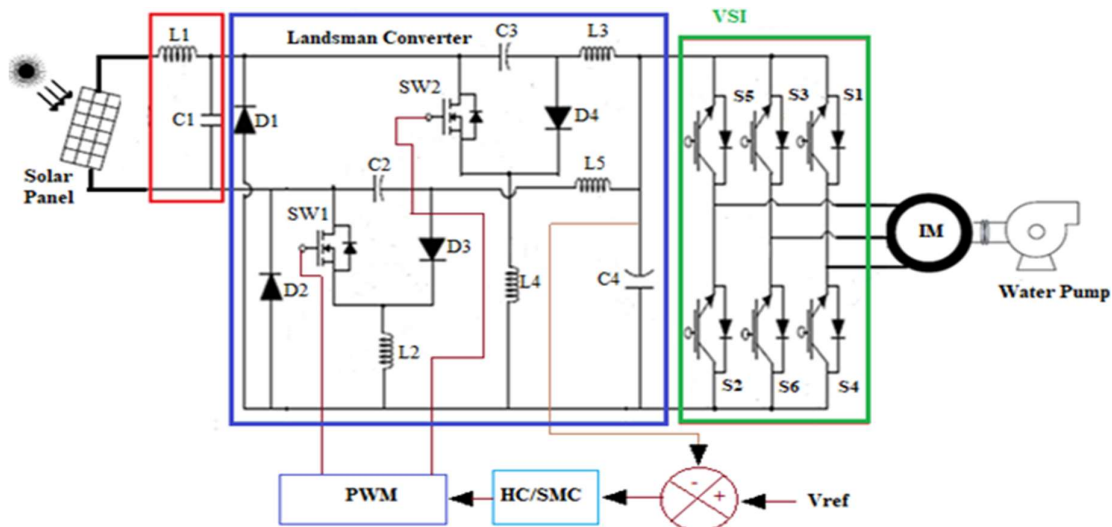 VSI
L1
Landsman Converter
C3
L3
SW2
D4
S5
S3
S1
C1
D1
C2
L5
Solar
Panel
SW1
D3
IM
D2
L4
C4
Water Pump
L2
S2
S6
S4
PWM
HC/SMC
-
+
Vref